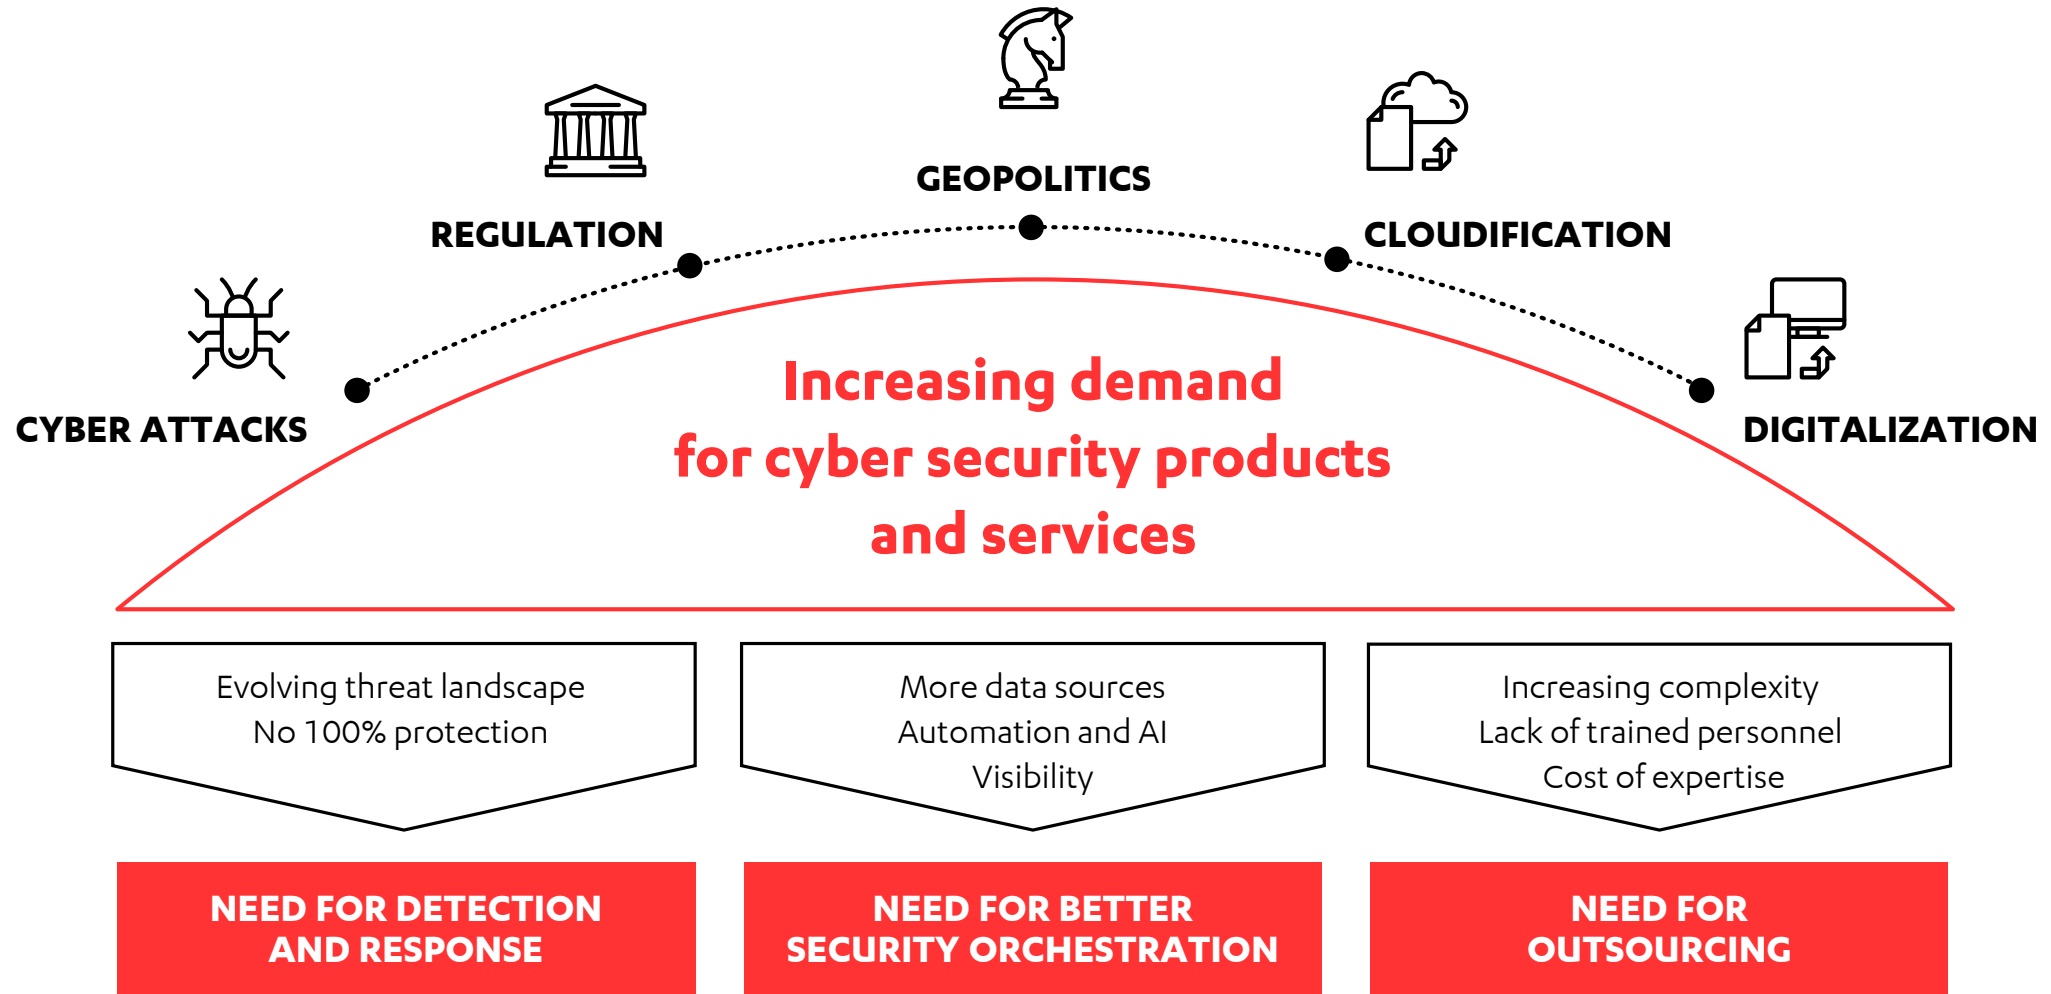 GEOPOLITICS
REGULATION
CLOUDIFICATION
CYBER ATTACKS
DIGITALIZATION
Increasing demand
for cyber security products
and services
Evolving threat landscape
No 100% protection
More data sources
Automation and AI
Visibility
Increasing complexity
Lack of trained personnel
Cost of expertise
NEED FOR DETECTION
AND RESPONSE
NEED FOR BETTER
SECURITY ORCHESTRATION
NEED FOR
OUTSOURCING